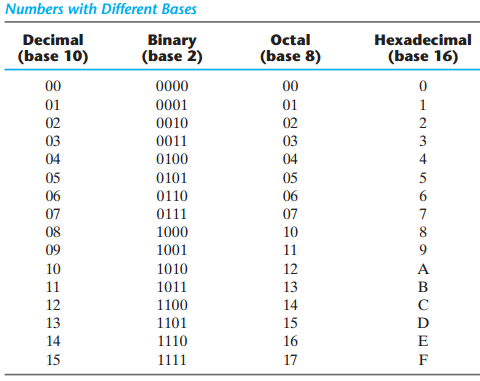 Numbers with Different Bases
Decimal Binary Octal Hexadecimal
(base 10) (base 2) (base 8) (base 16)
00 0000 00 0
01 0001 01 1
02 0010 02 2
03 0011 03 3
04 0100 04 4
05 0101 05 5
06 0110 06 6
07 0111 07 7
08 1000 10 8
09 1001 11 9
10 1010 12 A
11 1011 13 B
12 1100 14 C
13 1101 15 D
14 1110 16 E
15 1111 17 F